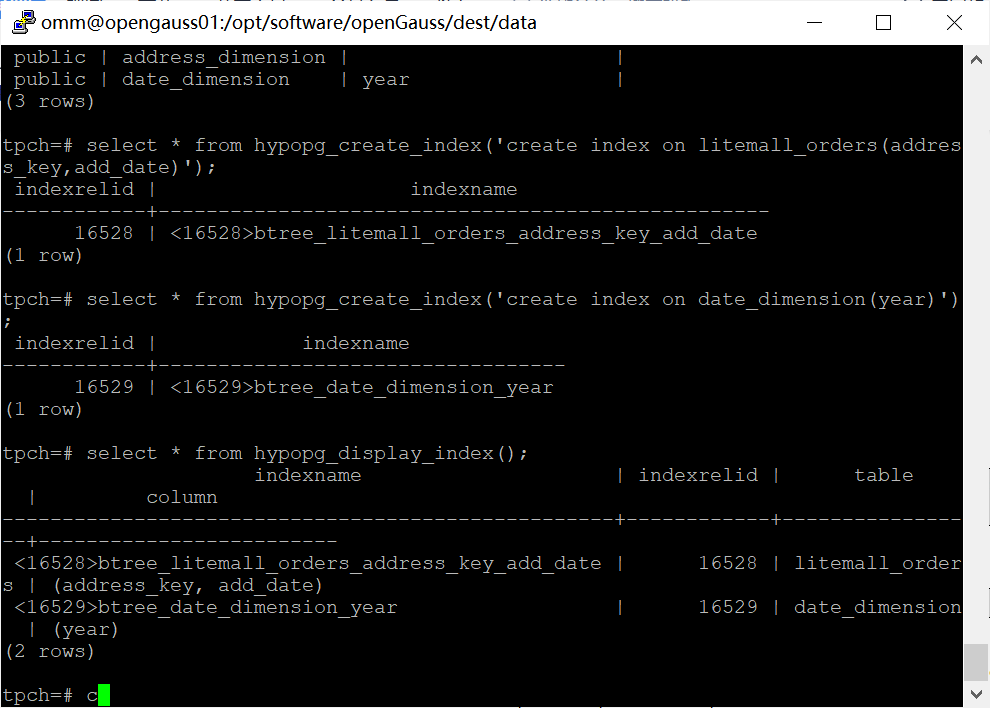 omm@opengauss01:/opt/software/openGauss/dest/data
public | address_dimension |                      |
public | date_dimension    | year                 |
(3 rows)
tpch=# select * from hypopg_create_index('create index on litemall_orders(addres
s_key,add_date)');
indexrelid |                     indexname
------------+---------------------------------------------------
16528 | <16528>btree_litemall_orders_address_key_add_date
(1 row)
tpch=# select * from hypopg_create_index('create index on date_dimension(year)')
;
indexrelid |            indexname
------------+----------------------------------
16529 | <16529>btree_date_dimension_year
(1 row)
tpch=# select * from hypopg_display_index();
indexname                     | indexrelid |      table
|         column
---------------------------------------------------+------------+---------------
--+-------------------------
<16528>btree_litemall_orders_address_key_add_date |      16528 | litemall_order
s | (address_key, add_date)
<16529>btree_date_dimension_year                  |      16529 | date_dimension
| (year)
(2 rows)
tpch=# c